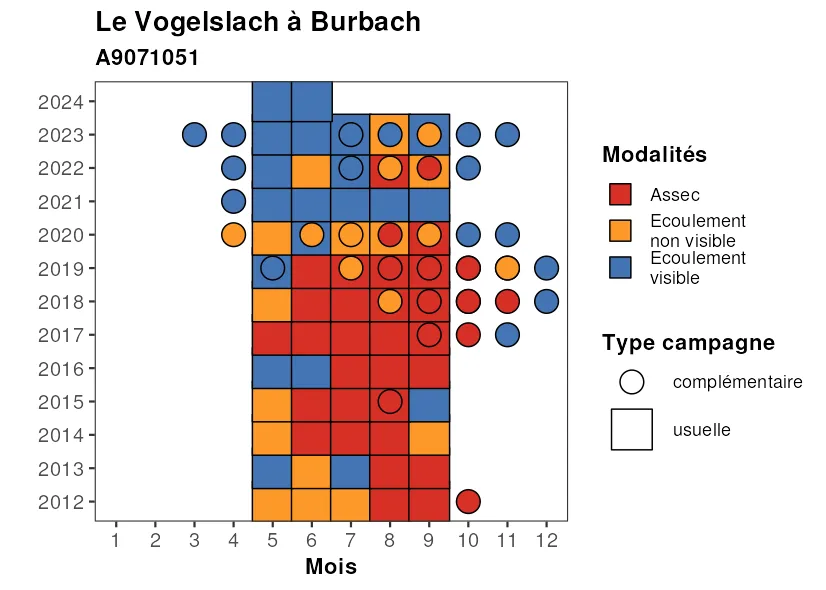 Le Vogelslach à Burbach
A9071051
2024
2023
2022
2021
2020
2019
2018
2017
2016
2015
2014
2013
2012
1 2 3 4 5 6 7 8 9 10 11 12
Mois
Modalités
Assec
Ecoulement
non visible
Ecoulement
visible
Type campagne
complémentaire
usuelle